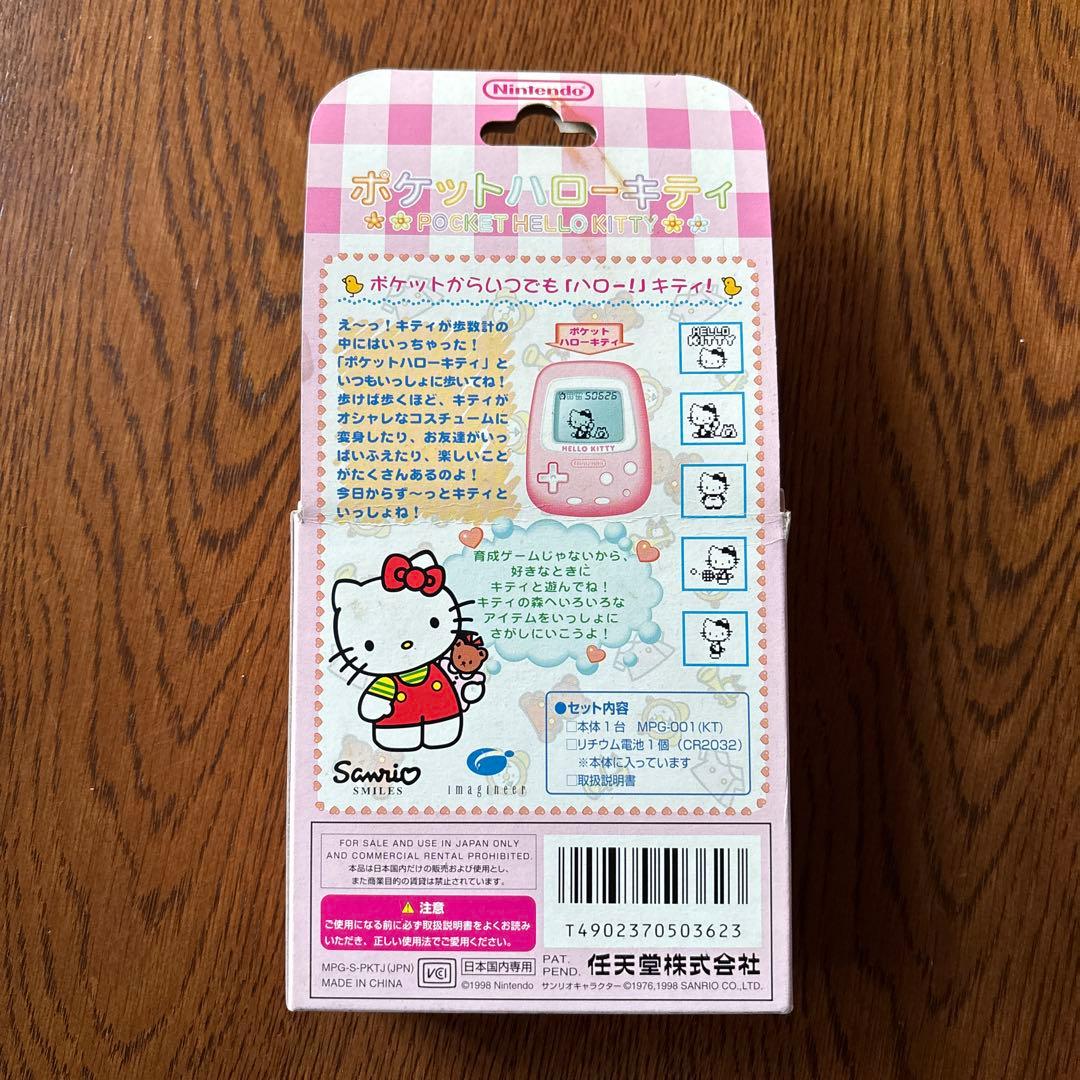 Nintendo
ポケットハローキティ
POCKET HELLO KITTY
ポケットからいつでも「ハロー!」キティ!
え〜っ!キティが歩数計の
中にはいっちゃった!
「ポケットハローキティ」と
いつもいっしょに歩いてね!
歩けば歩くほど、キティが
オシャレなコスチュームに
変身したり、お友達がいっ
ぱいふえたり、楽しいこと
がたくさんあるのよ!
今日からず〜っとキティと
いっしょね!
ポケット
ハローキティ
50626
HELLO KITTY
Nintendo
HELLO
KITTY
育成ゲームじゃないから、
好きなときに
キティと遊んでね!
キティの森へいろいろな
アイテムをいっしょに
さがしにいこうよ!
●セット内容
□本体1台 MPG-001(KT)
□リチウム電池1個 (CR2032)
※本体に入っています
□取扱説明書
Sanrio
SMILES
imagineer
FOR SALE AND USE IN JAPAN ONLY
AND COMMERCIAL RENTAL PROHIBITED.
本品は日本国内だけの販売および使用とし、
また商業目的の賃貸は禁止されています。
注意
ご使用になる前に必ず取扱説明書をよくお読み
いただき、正しい使用法でご愛用ください。
T4902370503623
MPG-S-PKTJ(JPN)
MADE IN CHINA
VCI
日本国内専用
PAT.
PEND.
任天堂株式会社
©1998 Nintendo サンリオキャラクター ©1976,1998 SANRIO CO.,LTD.